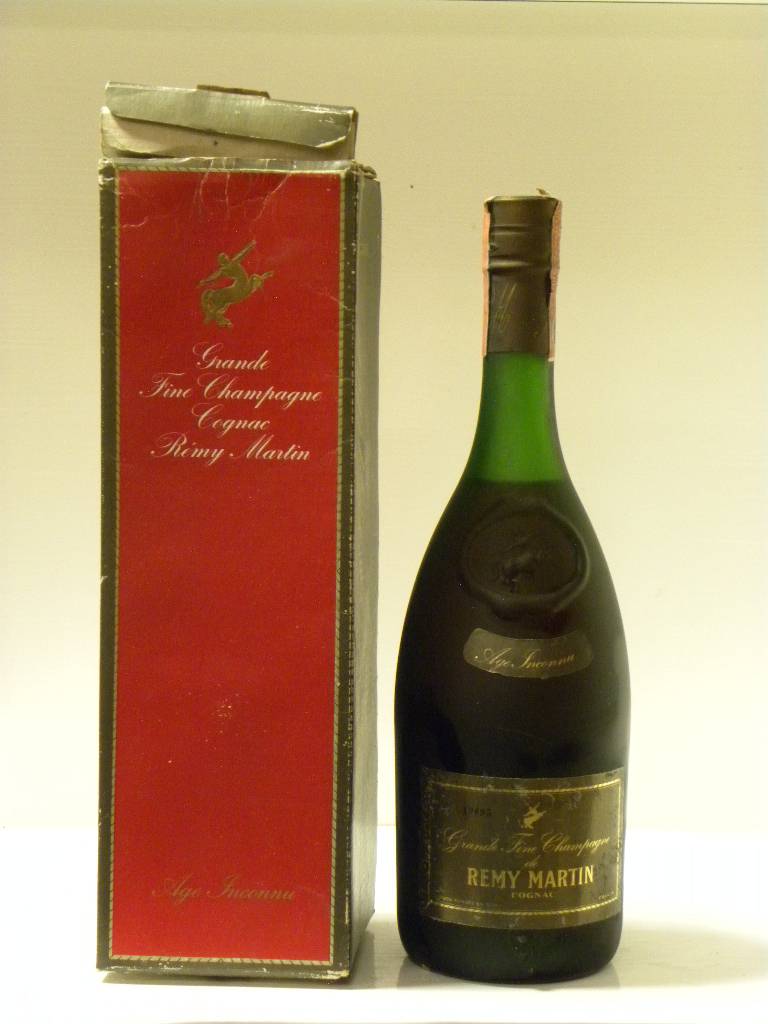 Grande
Fine Champagne
Cognac
Rémy Martin
Age Inconnu
Age Inconnu
Grande Fine Champagne
de
REMY MARTIN
COGNAC